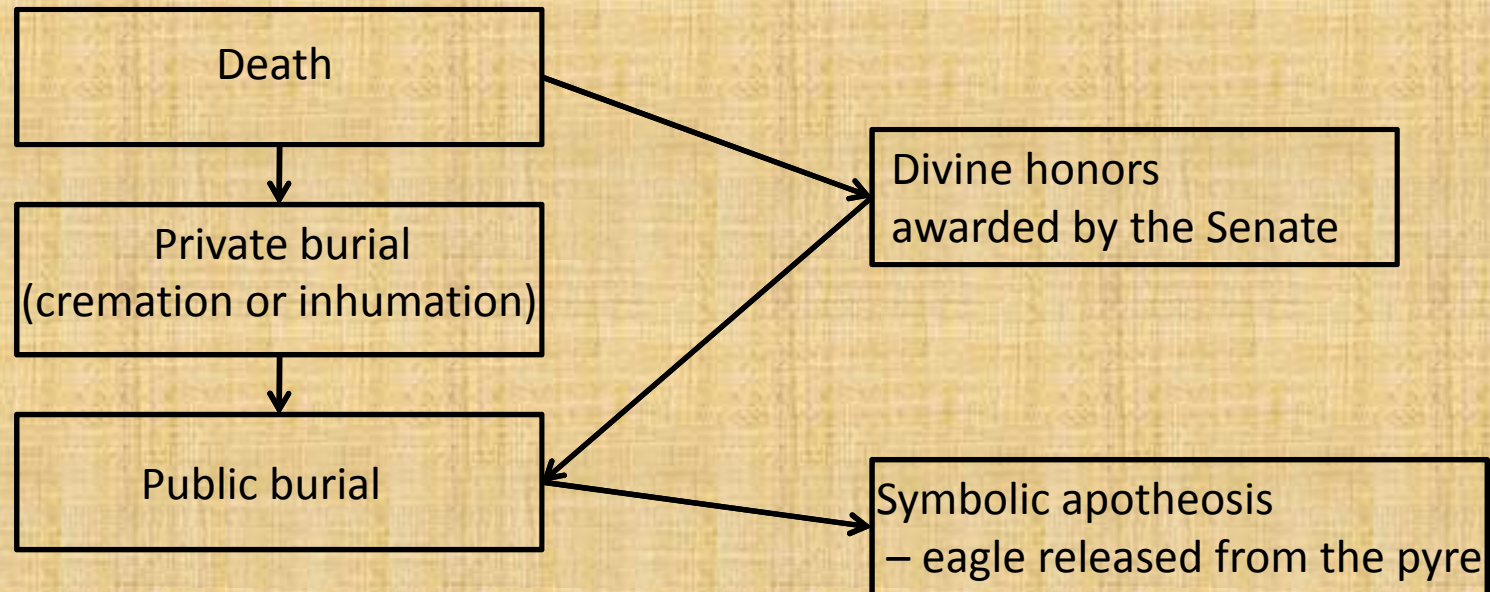 Death
Divine honors
awarded by the Senate
Private burial
(cremation or inhumation)
Public burial
Symbolic apotheosis
– eagle released from the pyre